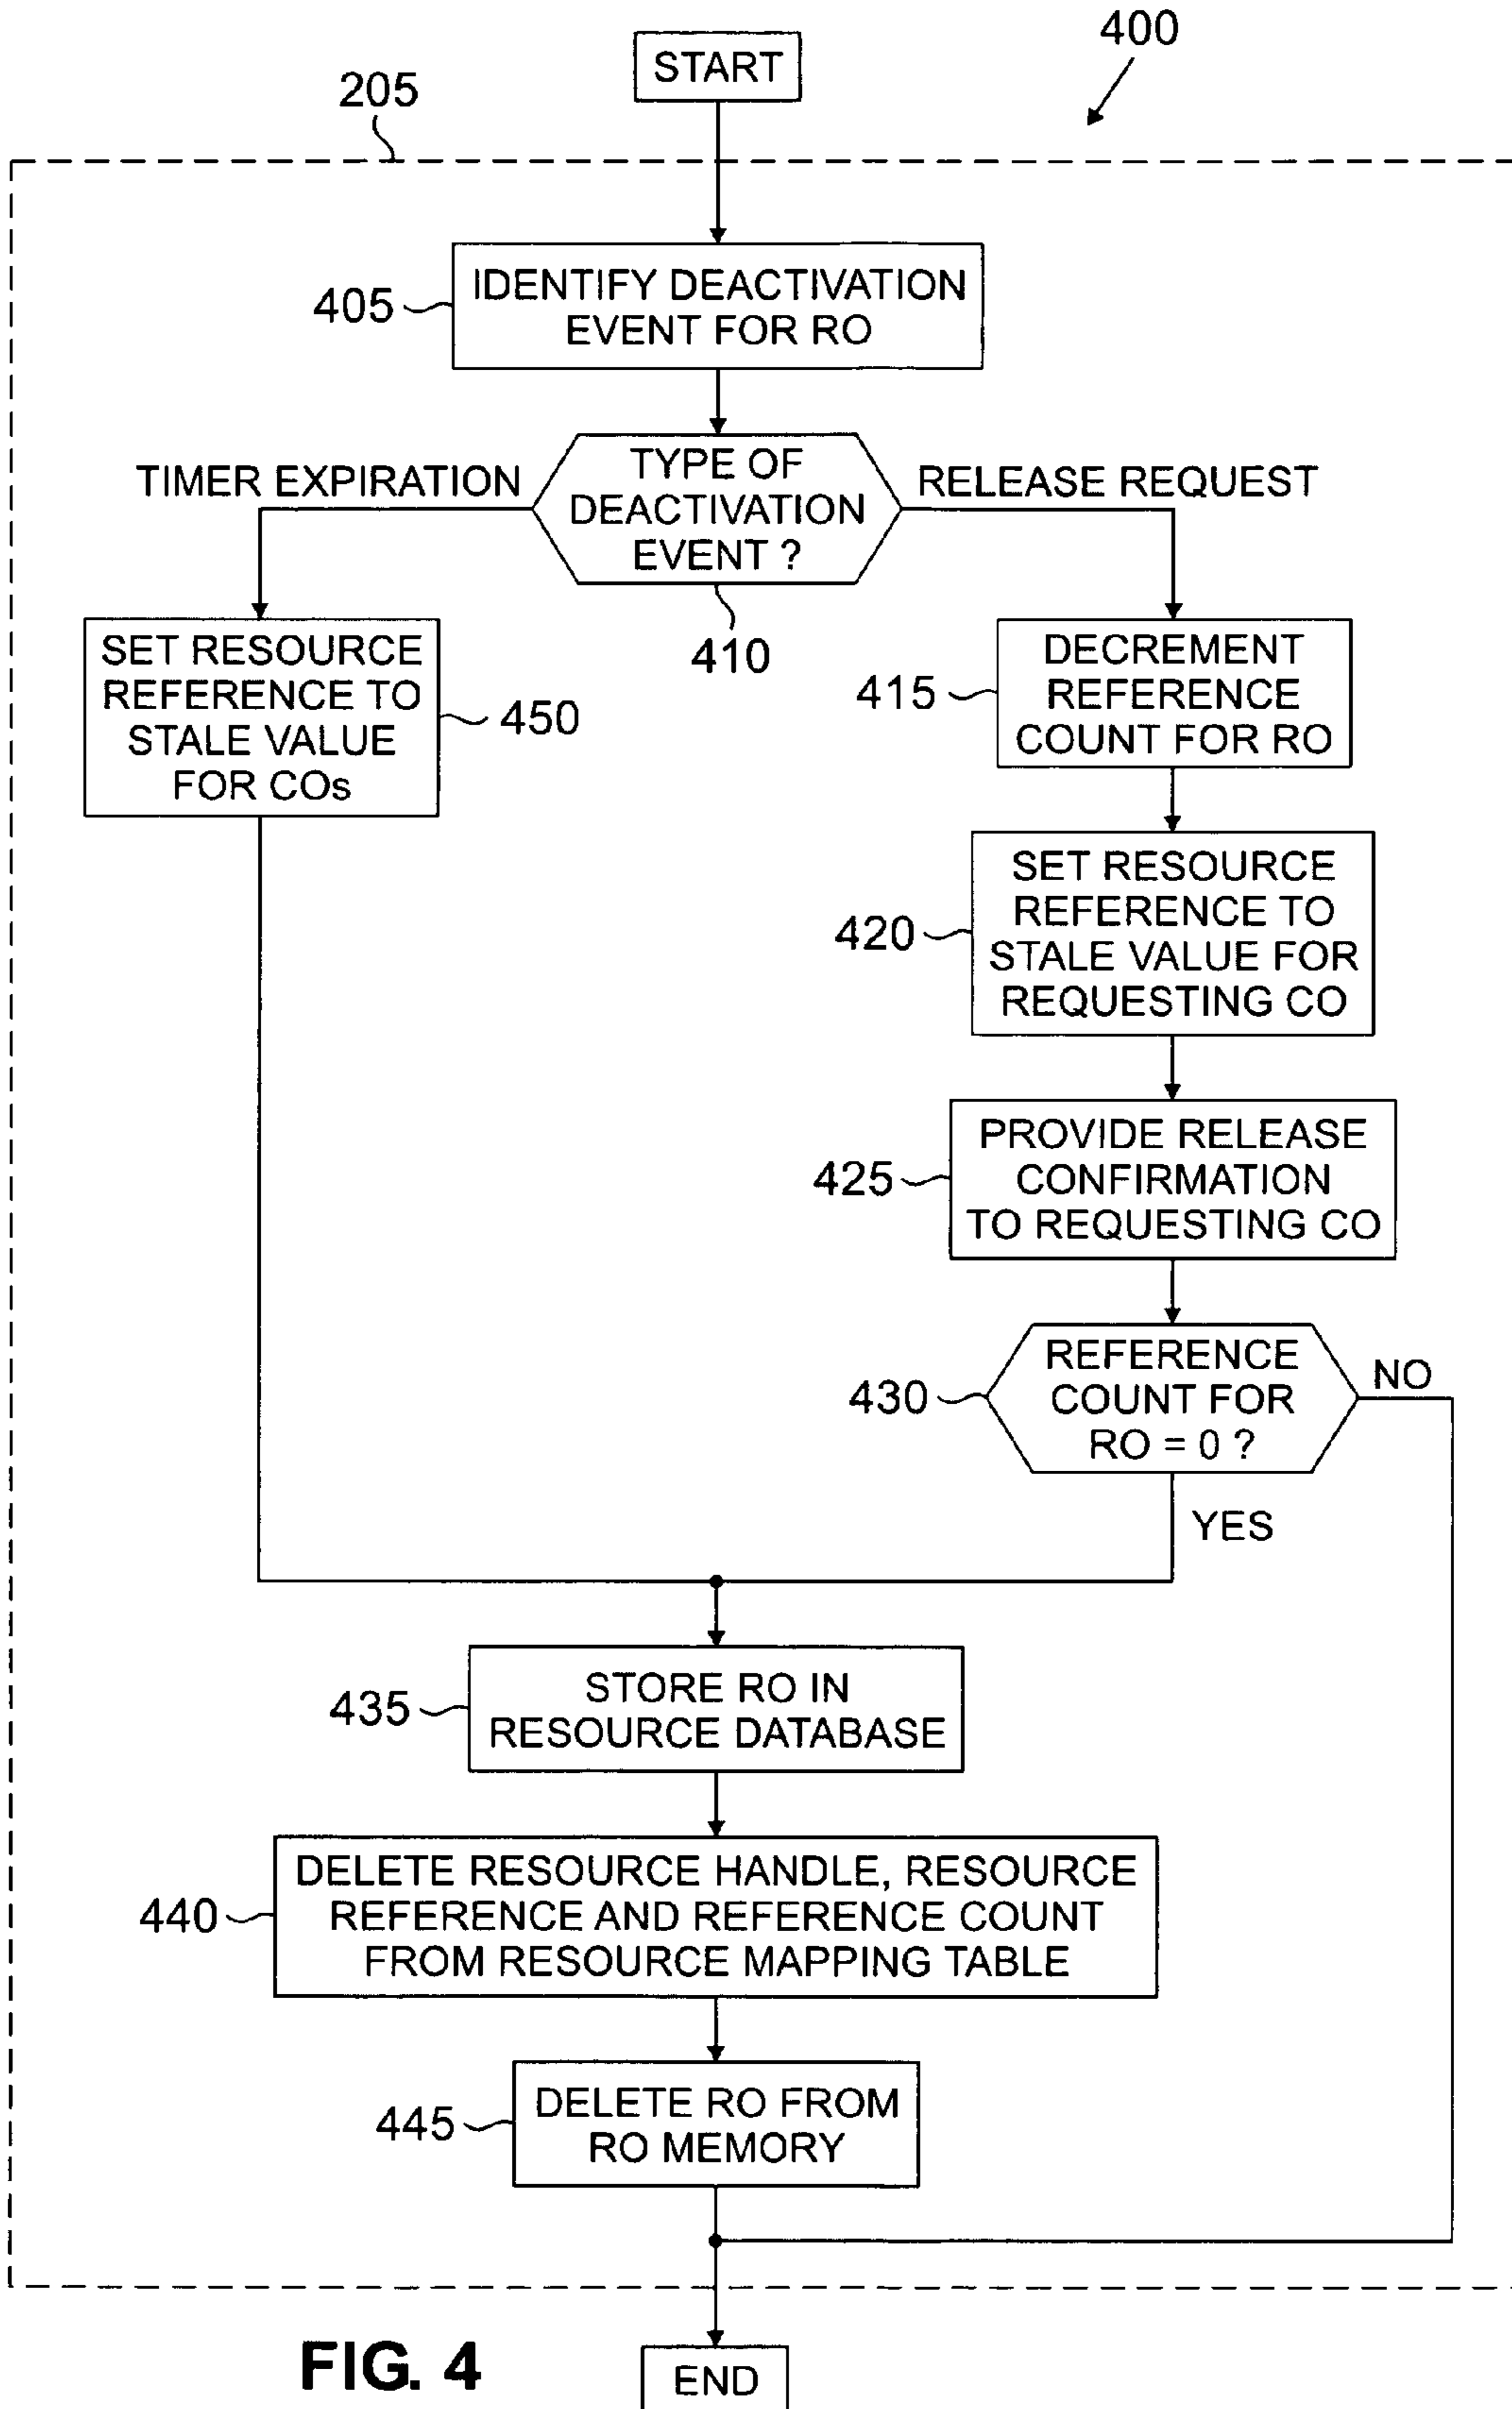 400
START
205
IDENTIFY DEACTIVATION
EVENT FOR RO
405
TIMER EXPIRATION
TYPE OF
DEACTIVATION
EVENT ?
RELEASE REQUEST
410
SET RESOURCE
REFERENCE TO
STALE VALUE
FOR COs
450
415
DECREMENT
REFERENCE
COUNT FOR RO
420
SET RESOURCE
REFERENCE TO
STALE VALUE FOR
REQUESTING CO
425
PROVIDE RELEASE
CONFIRMATION
TO REQUESTING CO
430
REFERENCE
COUNT FOR
RO = 0 ?
NO
YES
435
STORE RO IN
RESOURCE DATABASE
440
DELETE RESOURCE HANDLE, RESOURCE
REFERENCE AND REFERENCE COUNT
FROM RESOURCE MAPPING TABLE
445
DELETE RO FROM
RO MEMORY
FIG. 4
END